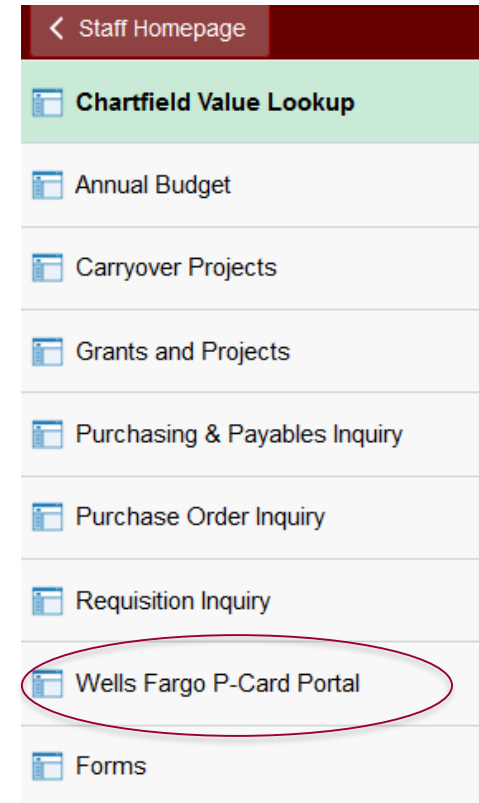 Staff Homepage
Chartfield Value Lookup
Annual Budget
Carryover Projects
Grants and Projects
Purchasing & Payables Inquiry
Purchase Order Inquiry
Requisition Inquiry
Wells Fargo P-Card Portal
Forms